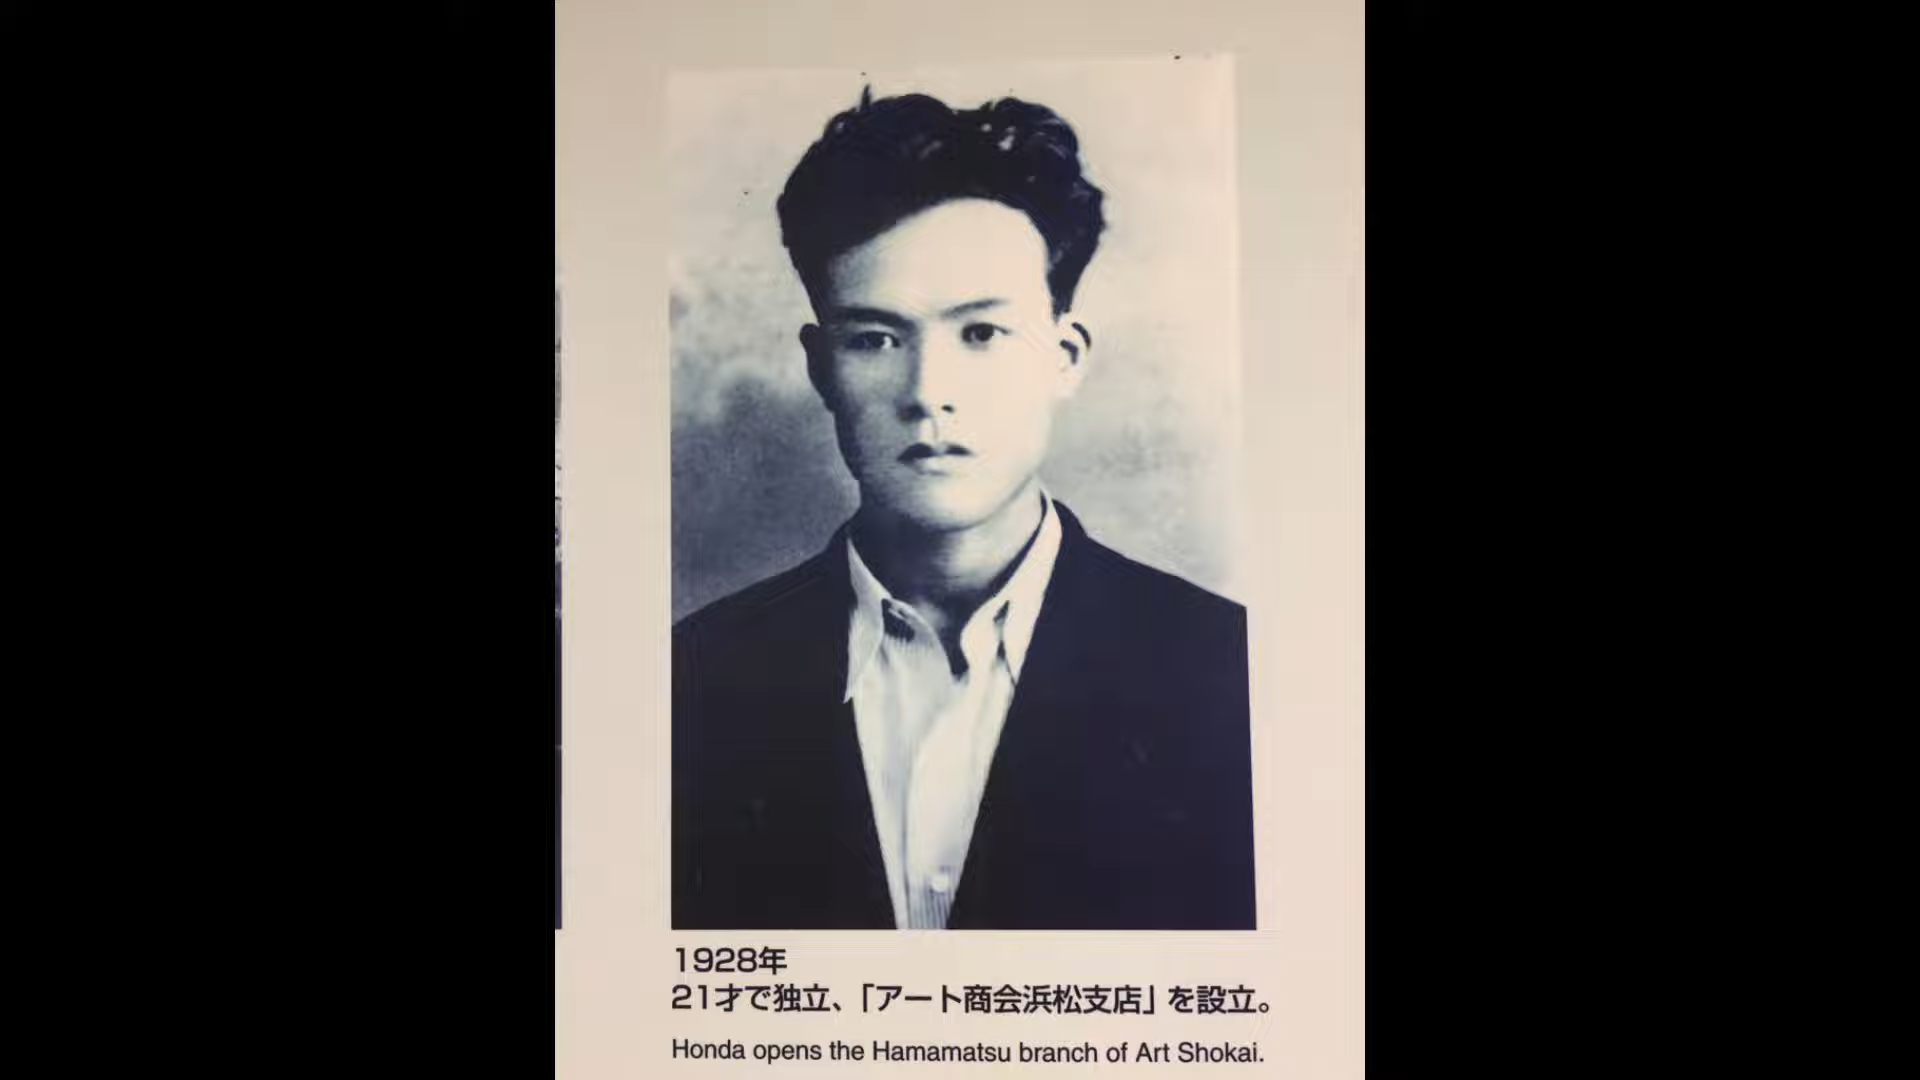 1928年
21才で独立、「アート商会浜松支店」を設立。
Honda opens the Hamamatsu branch of Art Shokai.